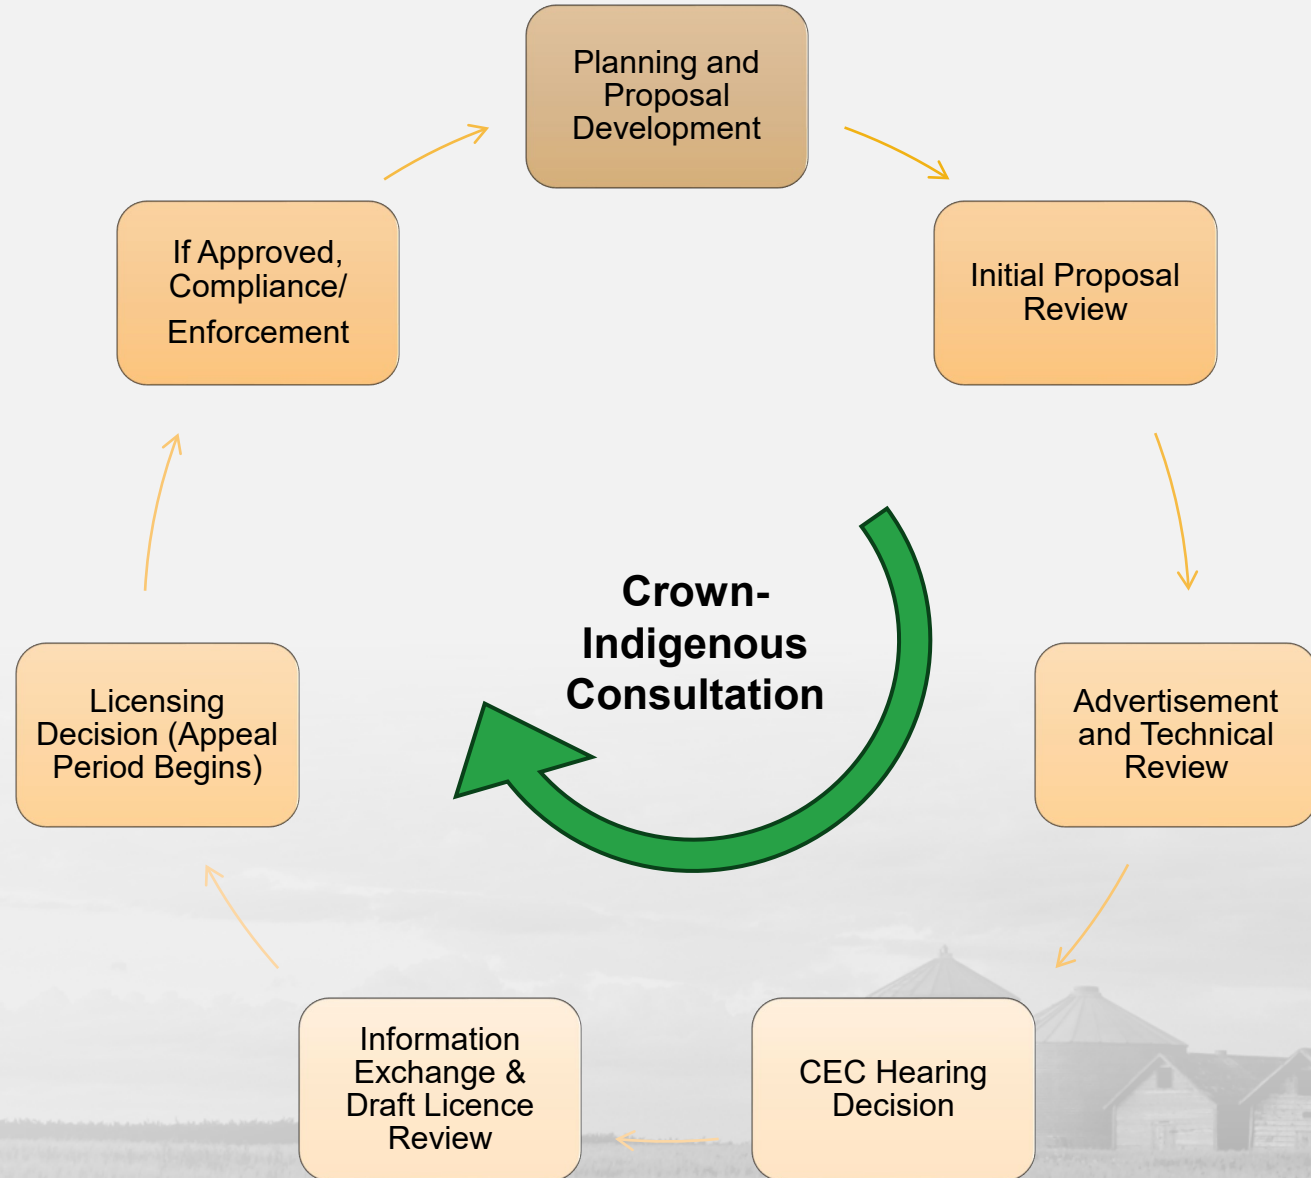 Planning and
Proposal
Development
Initial Proposal
Review
Advertisement
and Technical
Review
CEC Hearing
Decision
Information
Exchange &
Draft Licence
Review
Licensing
Decision (Appeal
Period Begins)
If Approved,
Compliance/
Enforcement
Crown-
Indigenous
Consultation